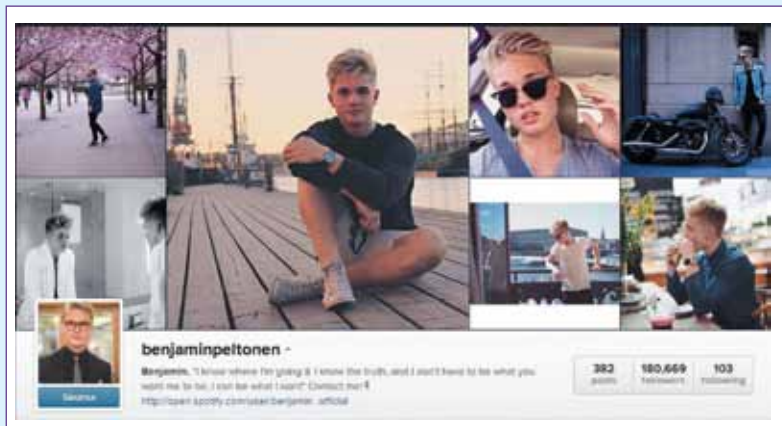 benjaminpeltonen
Benjamin. "I know where I'm going & I know the truth, and I don't have to be what you
want me to be. I can be what I want" Contact me:
http://open.spotify.com/user/benjamin_official
382
posts
180,669
followers
103
following